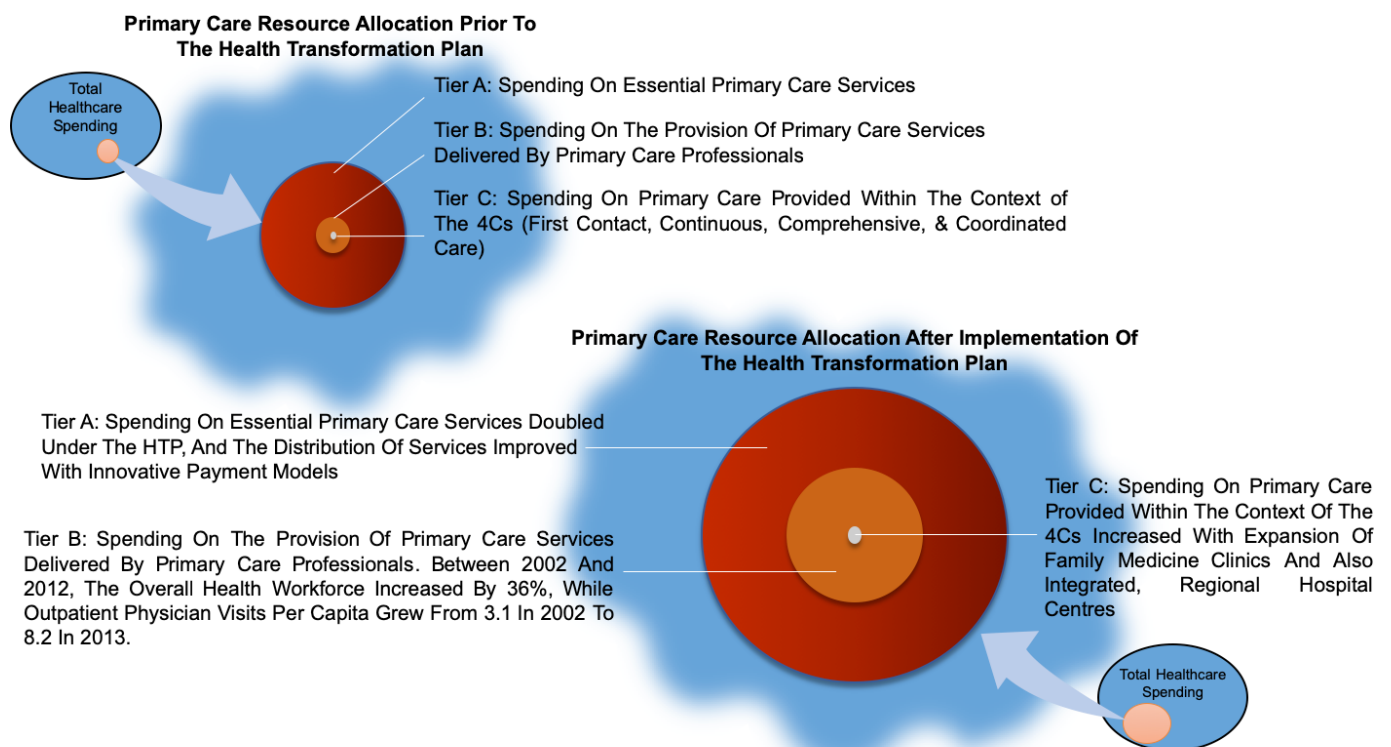 Primary Care Resource Allocation Prior To
The Health Transformation Plan
Total
Healthcare
Spending
Tier A: Spending On Essential Primary Care Services
Tier B: Spending On The Provision Of Primary Care Services
Delivered By Primary Care Professionals
Tier C: Spending On Primary Care Provided Within The Context of
The 4Cs (First Contact, Continuous, Comprehensive, & Coordinated
Care)
Primary Care Resource Allocation After Implementation Of
The Health Transformation Plan
Tier A: Spending On Essential Primary Care Services Doubled
Under The HTP, And The Distribution Of Services Improved
With Innovative Payment Models
Tier B: Spending On The Provision Of Primary Care Services
Delivered By Primary Care Professionals. Between 2002 And
2012, The Overall Health Workforce Increased By 36%, While
Outpatient Physician Visits Per Capita Grew From 3.1 In 2002 To
8.2 In 2013.
Tier C: Spending On Primary Care
Provided Within The Context Of The
4Cs Increased With Expansion Of
Family Medicine Clinics And Also
Integrated, Regional Hospital
Centres
Total Healthcare
Spending